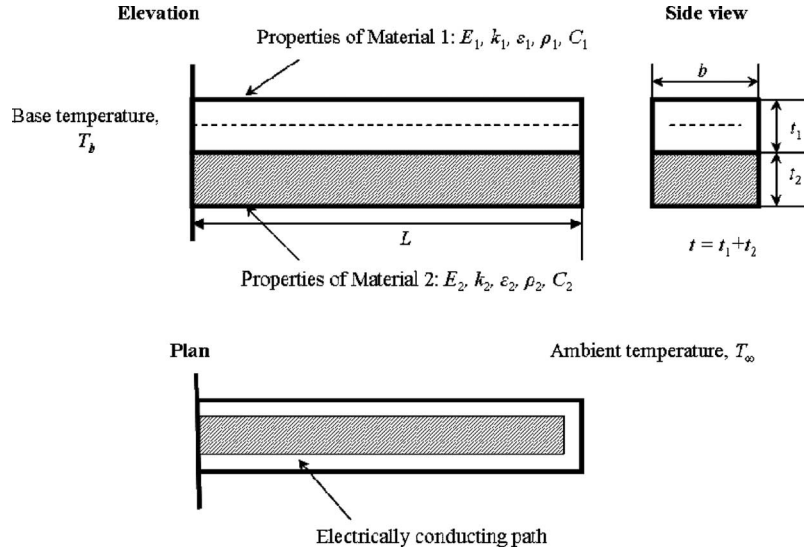 Elevation
Side view
Properties of Material 1: E₁, k₁, ε₁, ρ₁, C₁
b
Base temperature,
T_b
t₁
t₂
L
t = t₁+t₂
Properties of Material 2: E₂, k₂, ε₂, ρ₂, C₂
Plan
Ambient temperature, T∞
Electrically conducting path